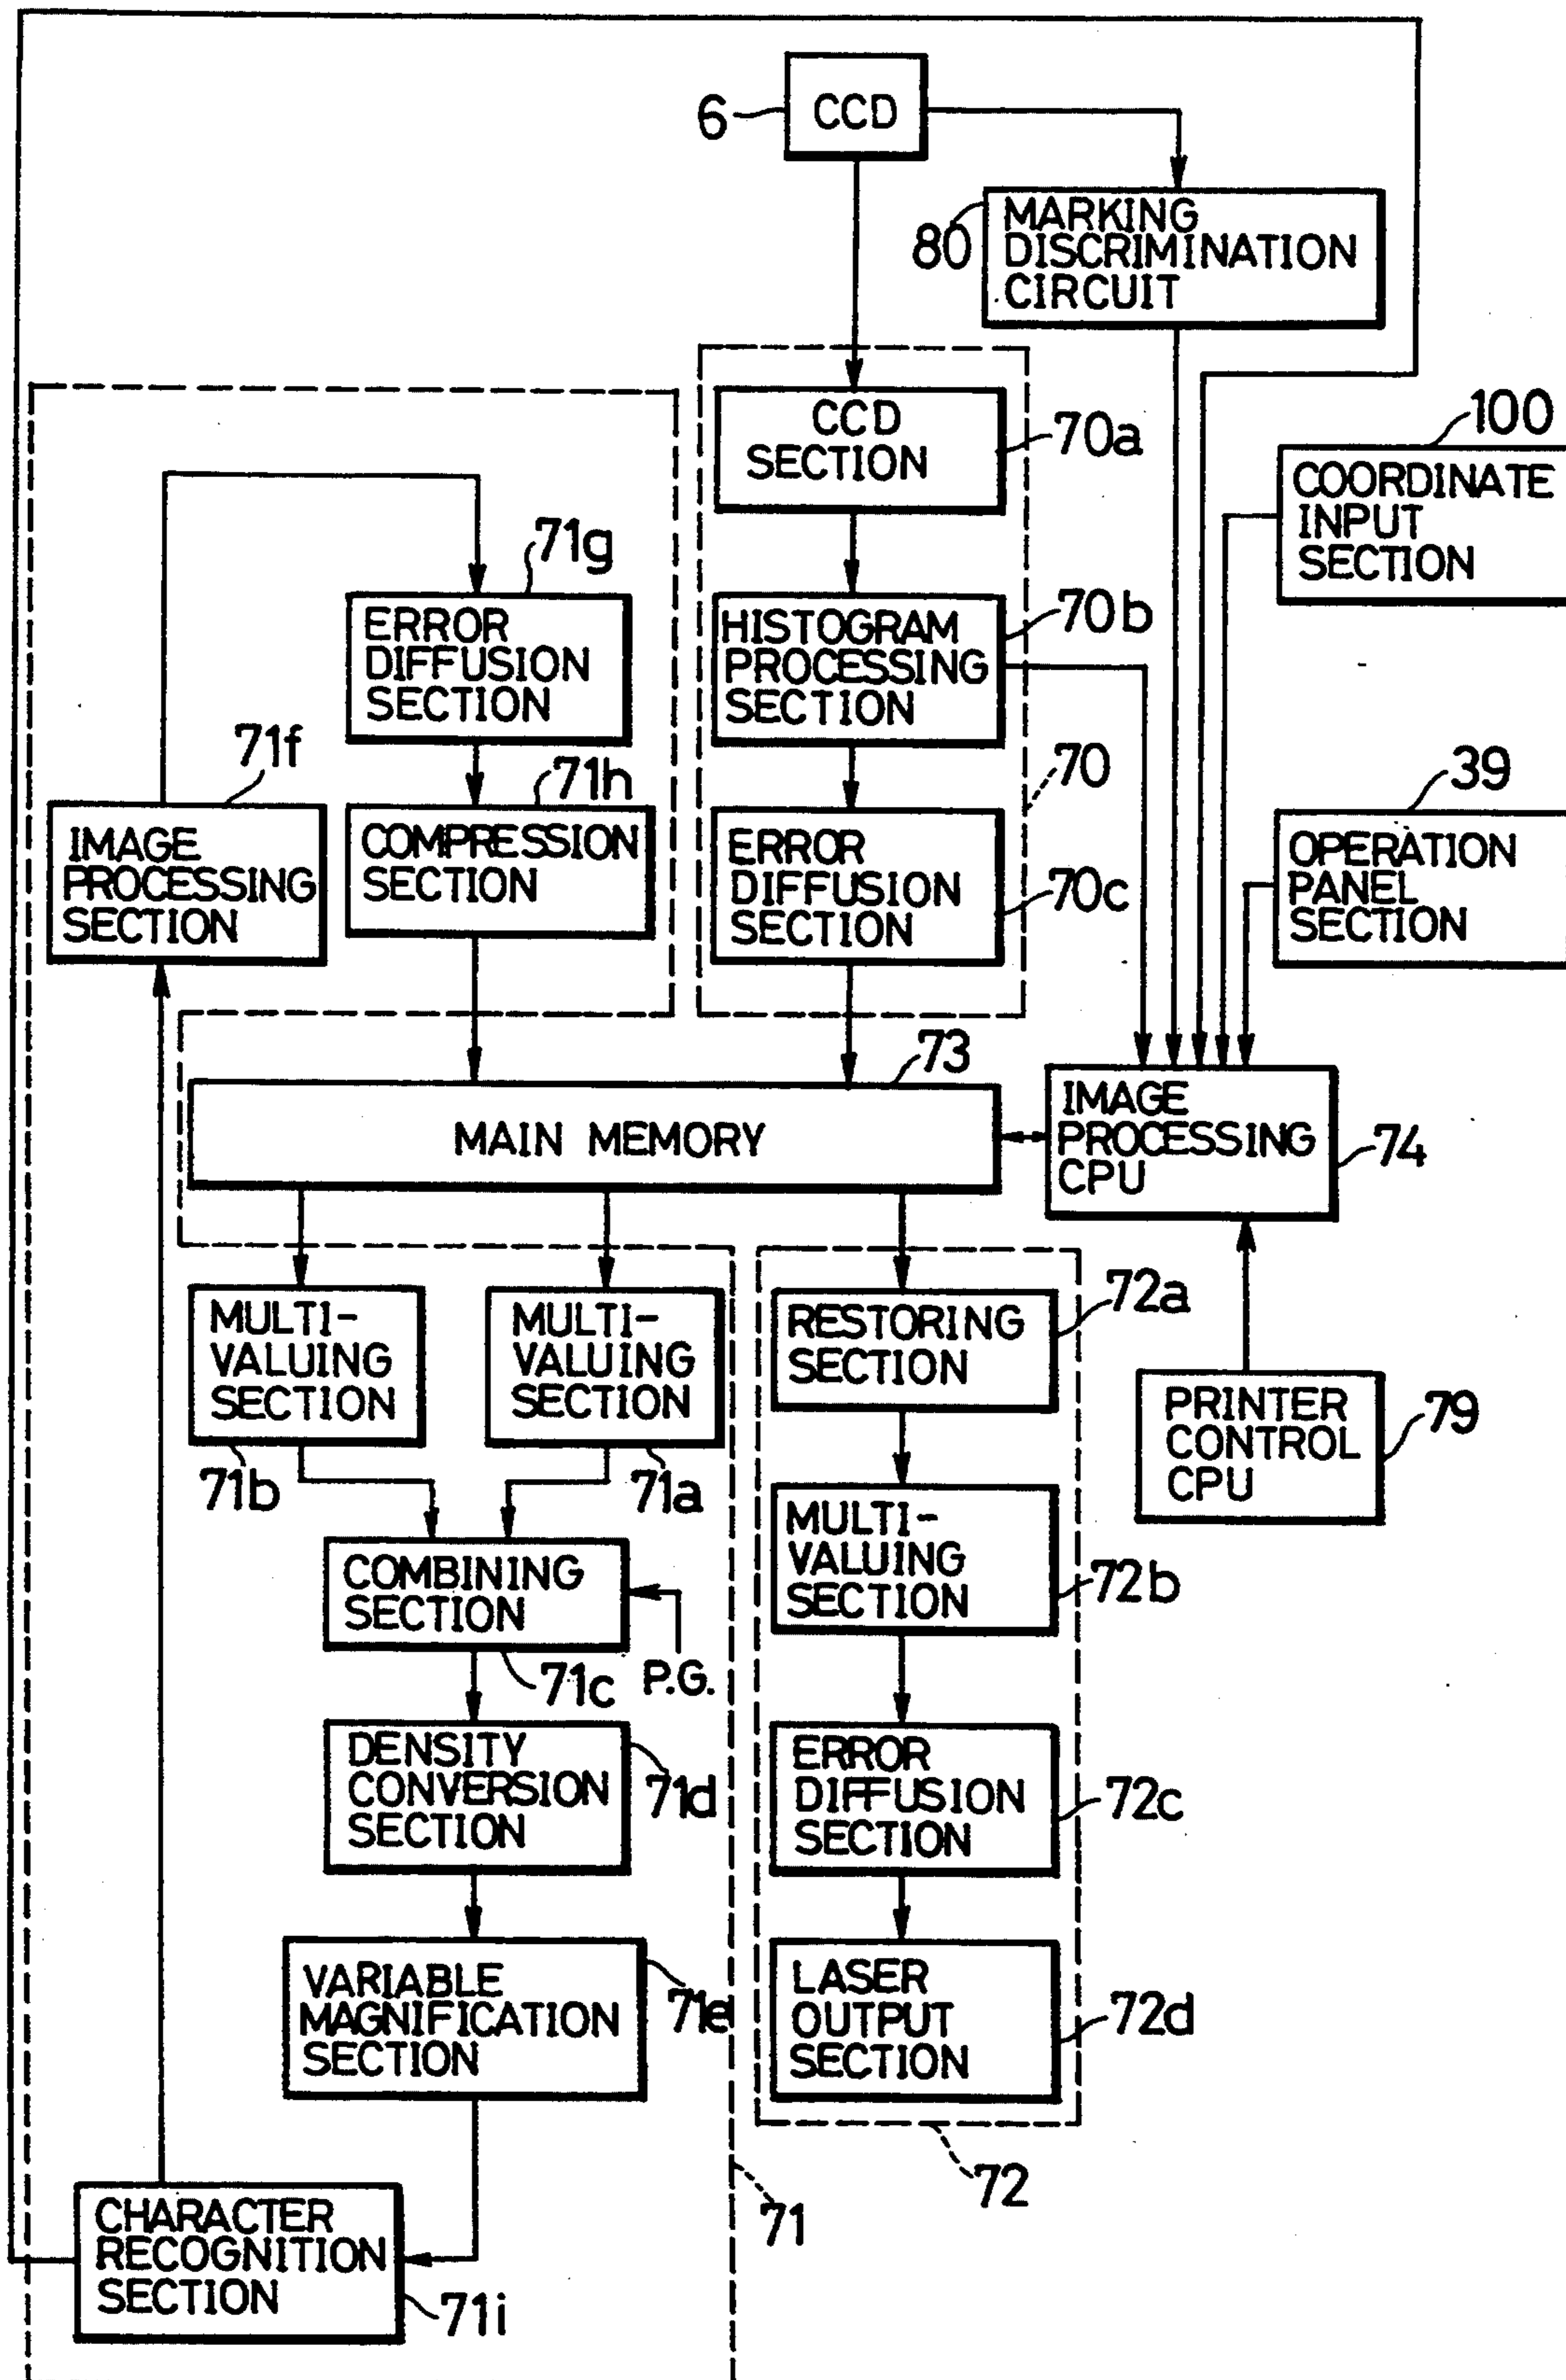 6
CCD
80
MARKING
DISCRIMINATION
CIRCUIT
CCD
SECTION
70a
100
COORDINATE
INPUT
SECTION
71g
ERROR
DIFFUSION
SECTION
HISTOGRAM
PROCESSING
SECTION
70b
71f
71h
70
39
IMAGE
PROCESSING
SECTION
COMPRESSION
SECTION
ERROR
DIFFUSION
SECTION
70c
OPERATION
PANEL
SECTION
73
MAIN MEMORY
IMAGE
PROCESSING
CPU
74
MULTI-
VALUING
SECTION
71b
MULTI-
VALUING
SECTION
71a
RESTORING
SECTION
72a
PRINTER
CONTROL
CPU
79
COMBINING
SECTION
71c
P.G.
MULTI-
VALUING
SECTION
72b
DENSITY
CONVERSION
SECTION
71d
ERROR
DIFFUSION
SECTION
72c
VARIABLE
MAGNIFICATION
SECTION
71e
LASER
OUTPUT
SECTION
72d
72
71
CHARACTER
RECOGNITION
SECTION
71i